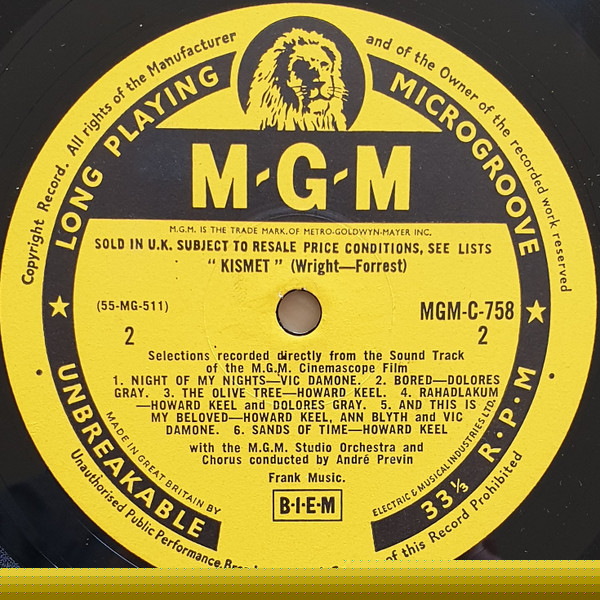 Copyright Record. All rights of the Manufacturer
and of the Owner of the recorded work reserved
LONG PLAYING
MICROGROOVE
M-G-M
M.G.M. IS THE TRADE MARK.OF METRO-GOLDWYN-MAYER INC.
SOLD IN U.K. SUBJECT TO RESALE PRICE CONDITIONS, SEE LISTS
" KISMET " (Wright—Forrest)
(55-MG-511)
MGM-C-758
2
2
Selections recorded directly from the Sound Track
of the M.G.M. Cinemascope Film
1. NIGHT OF MY NIGHTS—VIC DAMONE. 2. BORED—DOLORES
GRAY. 3. THE OLIVE TREE—HOWARD KEEL. 4. RAHADLAKUM
—HOWARD KEEL and DOLORES GRAY. 5. AND THIS IS
MY BELOVED—HOWARD KEEL, ANN BLYTH and VIC
DAMONE. 6. SANDS OF TIME—HOWARD KEEL
with the M.G.M. Studio Orchestra and
Chorus conducted by André Previn
Frank Music.
B·I·E·M
UNBREAKABLE
33⅓ R·P·M
MADE IN GREAT BRITAIN BY
ELECTRIC & MUSICAL INDUSTRIES LTD.
Unauthorised Public Performance,
of this Record Prohibited